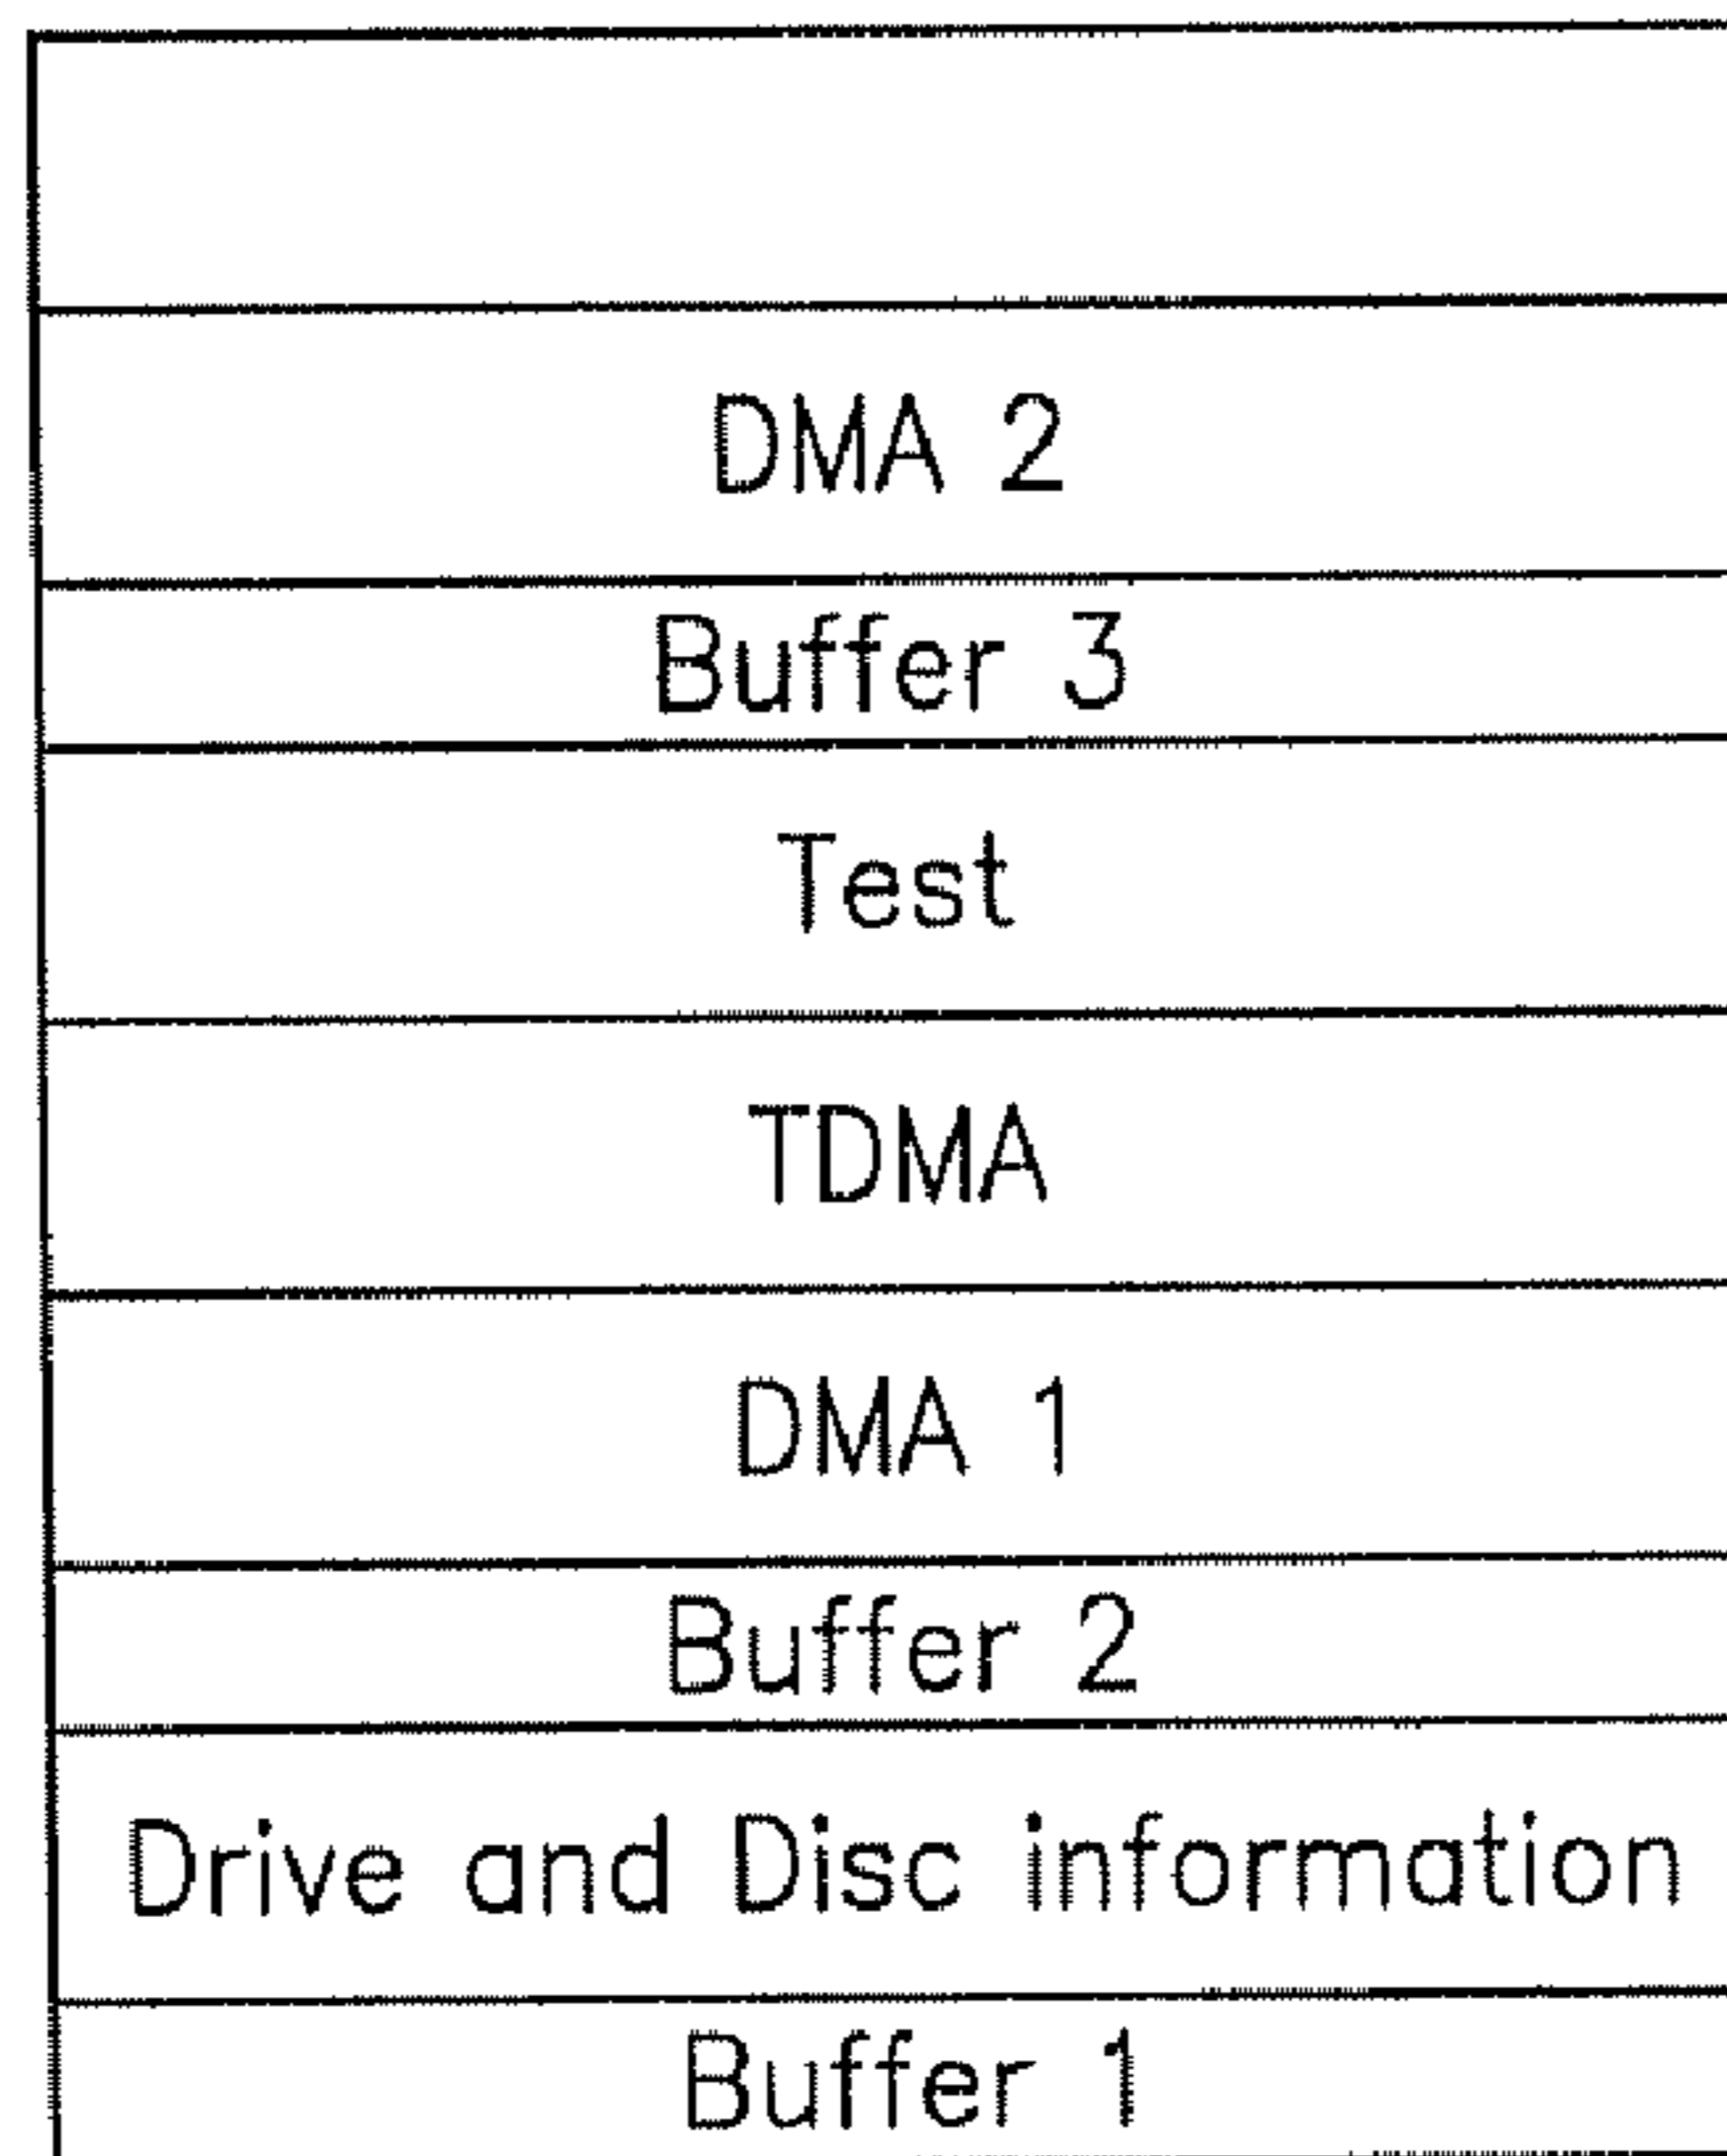 DMA 2
Buffer 3
Test
TDMA
DMA 1
Buffer 2
Drive and Disc information
Buffer 1